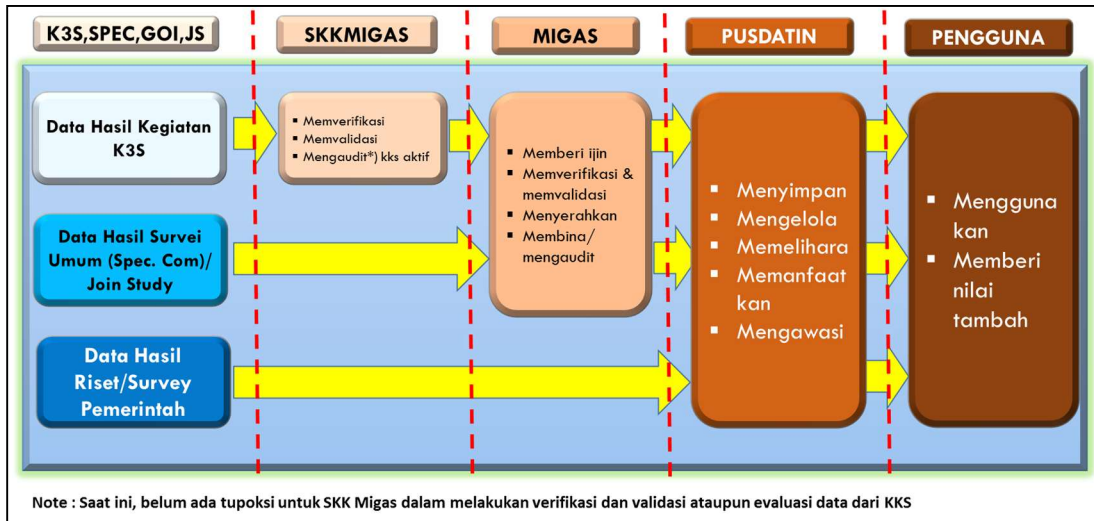 K3S,SPEC,GOI,JS
SKKMIGAS
MIGAS
PUSDATIN
PENGGUNA
Data Hasil Kegiatan
K3S
▪ Memverifikasi
▪ Memvalidasi
▪ Mengaudit*) kks aktif
▪ Memberi ijin
▪ Memverifikasi &
memvalidasi
▪ Menyerahkan
▪ Membina/
mengaudit
▪ Menyimpan
▪ Mengelola
▪ Memelihara
▪ Memanfaat
kan
▪ Mengawasi
▪ Mengguna
kan
▪ Memberi
nilai
tambah
Data Hasil Survei
Umum (Spec. Com)/
Join Study
Data Hasil
Riset/Survey
Pemerintah
Note : Saat ini, belum ada tupoksi untuk SKK Migas dalam melakukan verifikasi dan validasi ataupun evaluasi data dari KKS